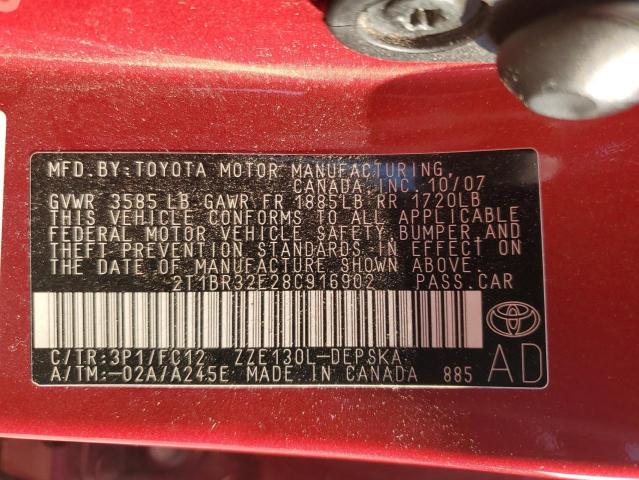 MFD. BY: TOYOTA MOTOR MANUFACTURING,
CANADA, INC. 10/07
GVWR 3585 LB GAWR FR 1885LB RR 1720LB
THIS VEHICLE CONFORMS TO ALL APPLICABLE
FEDERAL MOTOR VEHICLE SAFETY, BUMPER AND
THEFT PREVENTION STANDARDS IN EFFECT ON
THE DATE OF MANUFACTURE SHOWN ABOVE.
2T1BR32E28C916902 PASS. CAR
C/TR: 3P1/FC12 ZZE130L-DEPSKA
A/TM: -02A/A245E MADE IN CANADA 885
AD